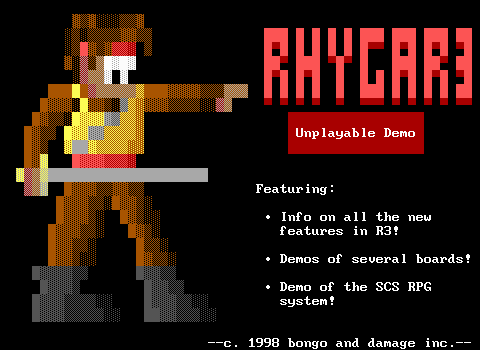 RHYGAR3
Unplayable Demo
Featuring:
• Info on all the new
features in R3!
• Demos of several boards!
• Demo of the SCS RPG
system!
--c. 1998 bongo and damage inc.--